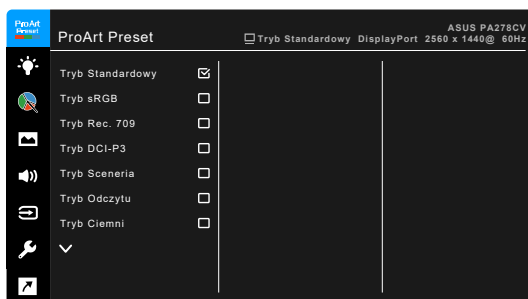 ProArt
Preset
ProArt Preset
ASUS PA278CV
Tryb Standardowy DisplayPort 2560 x 1440@ 60Hz
Tryb Standardowy
Tryb sRGB
Tryb Rec. 709
Tryb DCI-P3
Tryb Sceneria
Tryb Odczytu
Tryb Ciemni